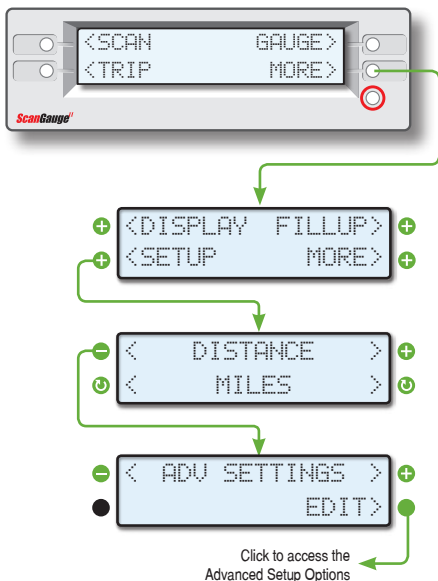 <SCAN GAUGE>
<TRIP MORE>
ScanGauge II
<DISPLAY FILLUP>
<SETUP MORE>
< DISTANCE >
< MILES >
< ADV SETTINGS >
EDIT>
Click to access the
Advanced Setup Options